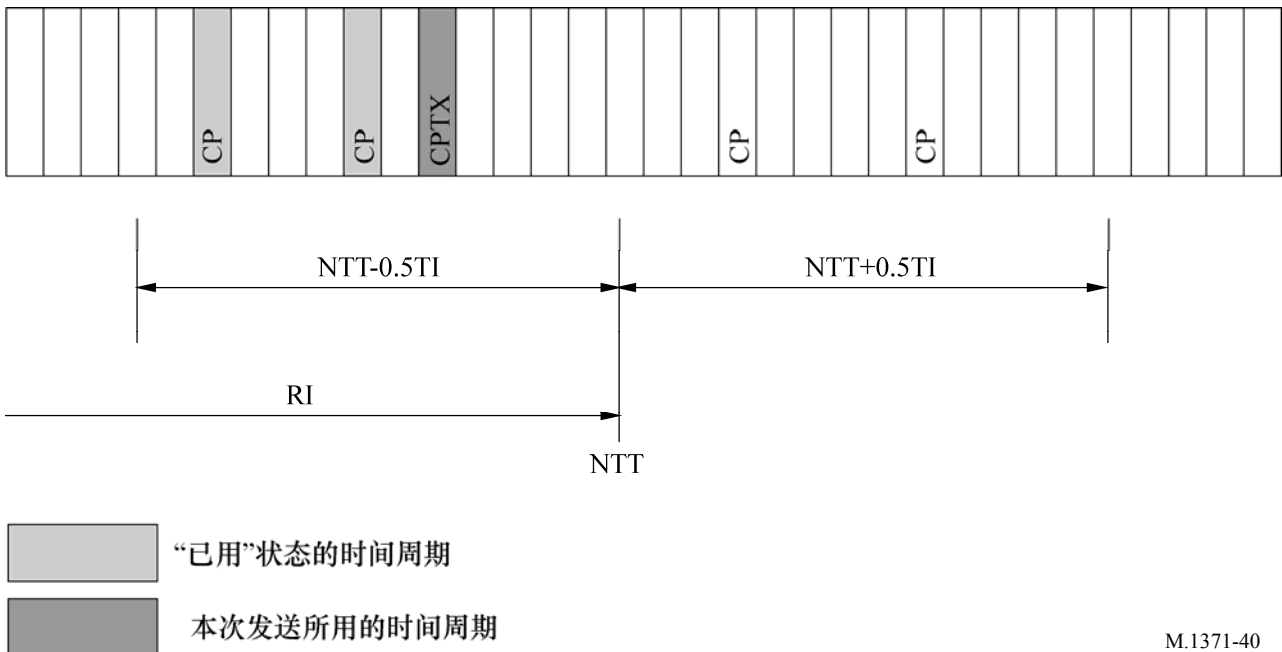 CP
CP
CPTX
CP
CP
NTT-0.5TI
NTT+0.5TI
RI
NTT
“已用”状态的时间周期
本次发送所用的时间周期
M.1371-40